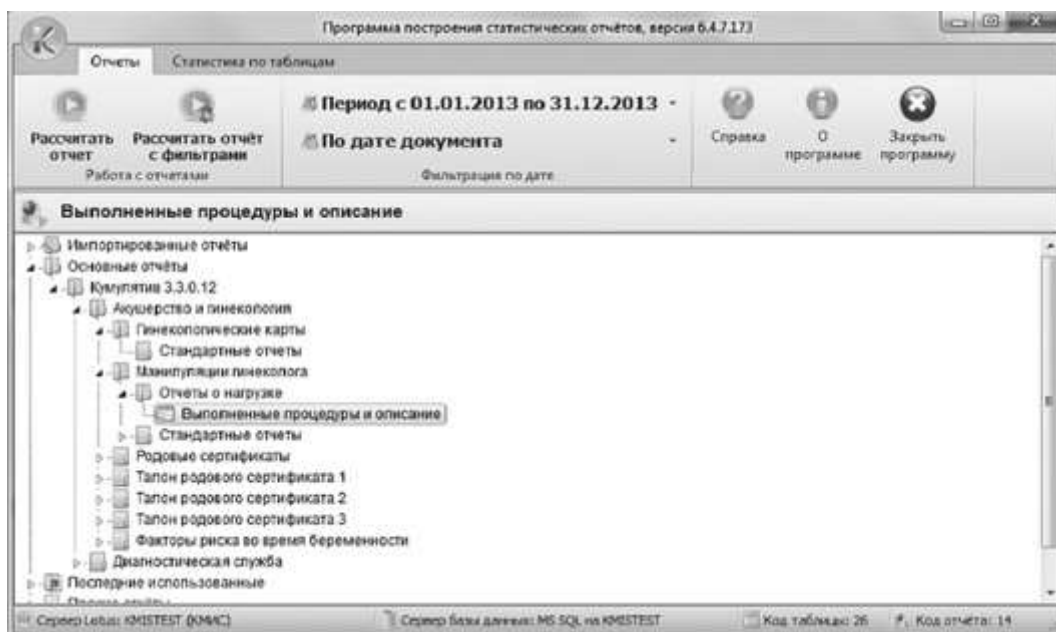 Программа построения статистических отчётов, версия 6.4.7.173
Отчеты Статистика по таблицам
Рассчитать отчет
Рассчитать отчёт с фильтрами
Работа с отчетами
Период с 01.01.2013 по 31.12.2013
По дате документа
Фильтрация по дате
Справка
О программе
Закрыть программу
Выполненные процедуры и описание
Импортированные отчёты
Основные отчёты
Кумулятив 3.3.0.12
Акушерство и гинекология
Гинекологические карты
Стандартные отчеты
Манипуляции гинеколога
Отчеты о нагрузке
Выполненные процедуры и описание
Стандартные отчеты
Родовые сертификаты
Талон родового сертификата 1
Талон родового сертификата 2
Талон родового сертификата 3
Факторы риска во время беременности
Диагностическая служба
Последние использованные
Сервер Lotus: KMISTEST (КМИС) Сервер базы данных: MS SQL на KMISTEST Код таблицы: 26 Код отчёта: 14